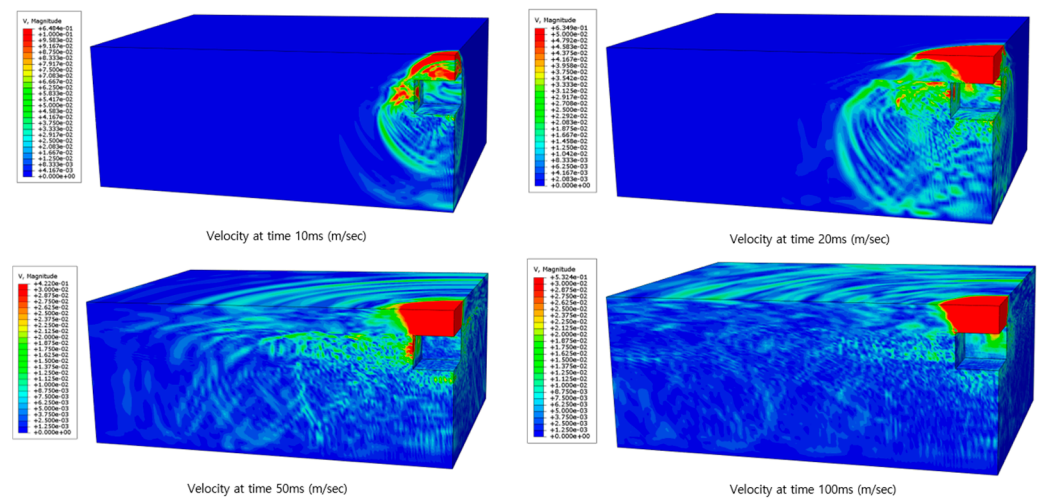 V, Magnitude
+6.484e-01
+1.000e-01
+9.583e-02
+9.167e-02
+8.750e-02
+8.333e-02
+7.917e-02
+7.500e-02
+7.083e-02
+6.667e-02
+6.250e-02
+5.833e-02
+5.417e-02
+5.000e-02
+4.583e-02
+4.167e-02
+3.750e-02
+3.333e-02
+2.917e-02
+2.500e-02
+2.083e-02
+1.667e-02
+1.250e-02
+8.333e-03
+4.167e-03
+0.000e+00
Velocity at time 10ms (m/sec)
V, Magnitude
+6.349e-01
+5.000e-02
+4.792e-02
+4.583e-02
+4.375e-02
+4.167e-02
+3.958e-02
+3.750e-02
+3.542e-02
+3.333e-02
+3.125e-02
+2.917e-02
+2.708e-02
+2.500e-02
+2.292e-02
+2.083e-02
+1.875e-02
+1.667e-02
+1.458e-02
+1.250e-02
+1.042e-02
+8.333e-03
+6.250e-03
+4.167e-03
+2.083e-03
+0.000e+00
Velocity at time 20ms (m/sec)
V, Magnitude
+4.220e-01
+3.000e-02
+2.875e-02
+2.750e-02
+2.625e-02
+2.500e-02
+2.375e-02
+2.250e-02
+2.125e-02
+2.000e-02
+1.875e-02
+1.750e-02
+1.625e-02
+1.500e-02
+1.375e-02
+1.250e-02
+1.125e-02
+1.000e-02
+8.750e-03
+7.500e-03
+6.250e-03
+5.000e-03
+3.750e-03
+2.500e-03
+1.250e-03
+0.000e+00
Velocity at time 50ms (m/sec)
V, Magnitude
+5.324e-01
+3.000e-02
+2.875e-02
+2.750e-02
+2.625e-02
+2.500e-02
+2.375e-02
+2.250e-02
+2.125e-02
+2.000e-02
+1.875e-02
+1.750e-02
+1.625e-02
+1.500e-02
+1.375e-02
+1.250e-02
+1.125e-02
+1.000e-02
+8.750e-03
+7.500e-03
+6.250e-03
+5.000e-03
+3.750e-03
+2.500e-03
+1.250e-03
+0.000e+00
Velocity at time 100ms (m/sec)